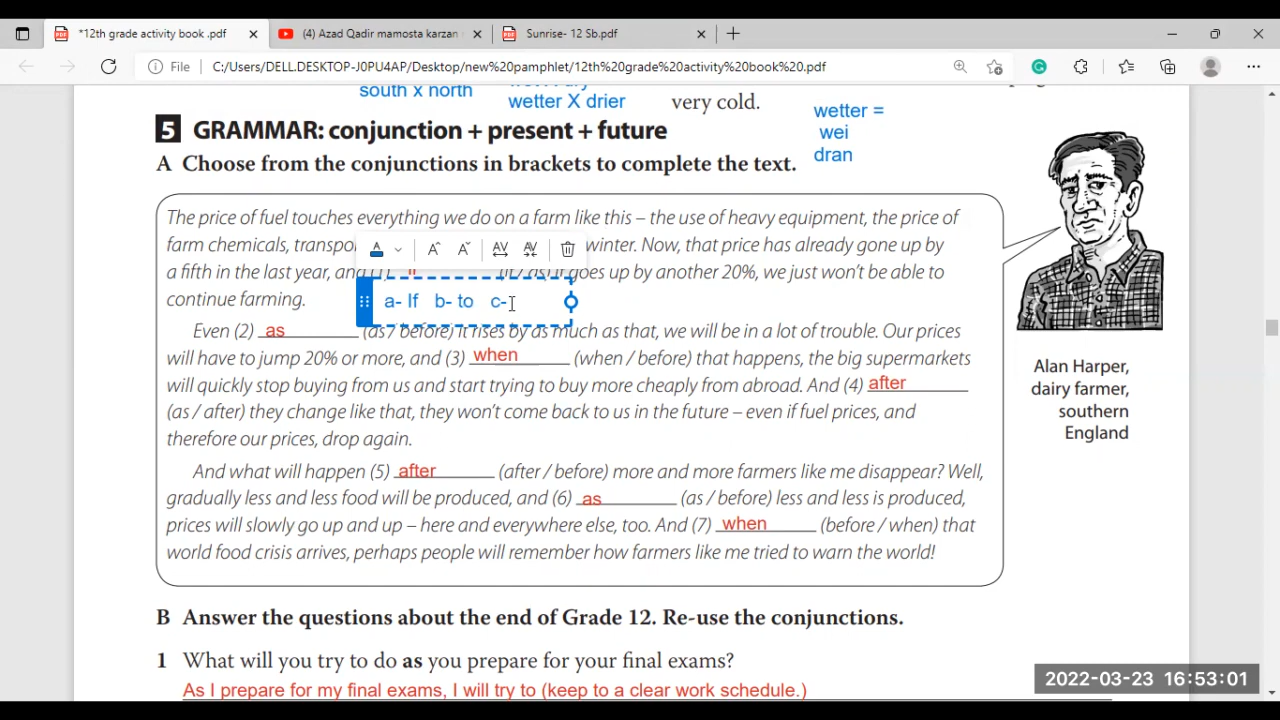 *12th grade activity book .pdf
(4) Azad Qadir mamosta karzan
Sunrise- 12 Sb.pdf
File
C:/Users/DELL.DESKTOP-J0PU4AP/Desktop/new%20pamphlet/12th%20grade%20activity%20book%20.pdf
south x north
wetter X drier
very cold.
wetter =
wei
dran
5 GRAMMAR: conjunction + present + future
A Choose from the conjunctions in brackets to complete the text.
The price of fuel touches everything we do on a farm like this – the use of heavy equipment, the price of
farm chemicals, transpo winter. Now, that price has already gone up by
a fifth in the last year, and (1) if (if / as) it goes up by another 20%, we just won't be able to
continue farming.
a- If b- to c-
Even (2) as (as / before) it rises by as much as that, we will be in a lot of trouble. Our prices
will have to jump 20% or more, and (3) when (when / before) that happens, the big supermarkets
will quickly stop buying from us and start trying to buy more cheaply from abroad. And (4) after
(as / after) they change like that, they won't come back to us in the future – even if fuel prices, and
therefore our prices, drop again.
And what will happen (5) after (after / before) more and more farmers like me disappear? Well,
gradually less and less food will be produced, and (6) as (as / before) less and less is produced,
prices will slowly go up and up – here and everywhere else, too. And (7) when (before / when) that
world food crisis arrives, perhaps people will remember how farmers like me tried to warn the world!
Alan Harper,
dairy farmer,
southern
England
B Answer the questions about the end of Grade 12. Re-use the conjunctions.
1 What will you try to do as you prepare for your final exams?
As I prepare for my final exams, I will try to (keep to a clear work schedule.)
2022-03-23 16:53:01